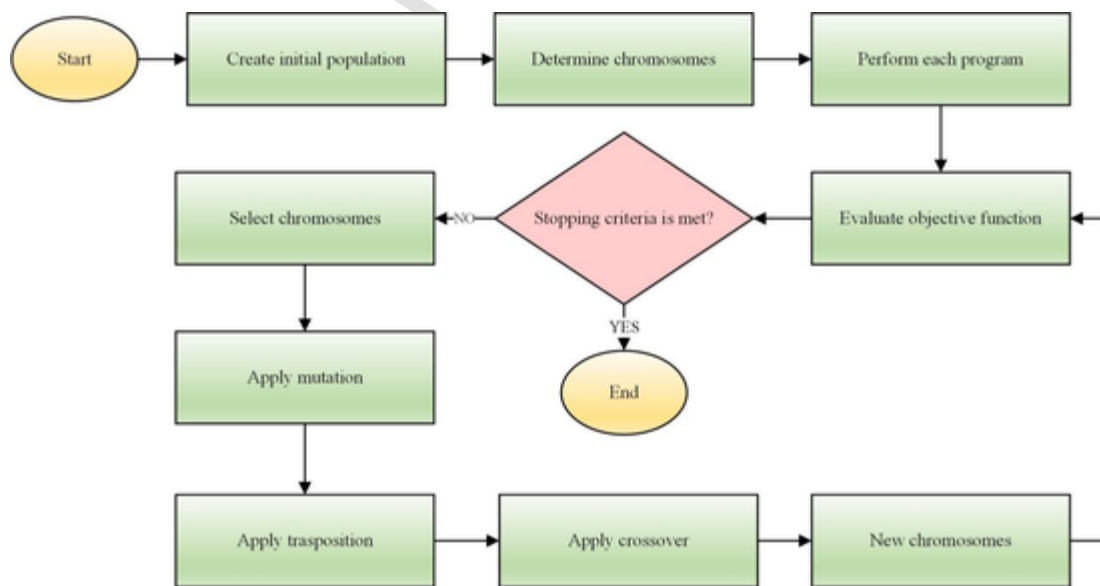 Start
Create initial population
Determine chromosomes
Perform each program
Evaluate objective function
Stopping criteria is met?
NO
Select chromosomes
YES
End
Apply mutation
Apply trasposition
Apply crossover
New chromosomes